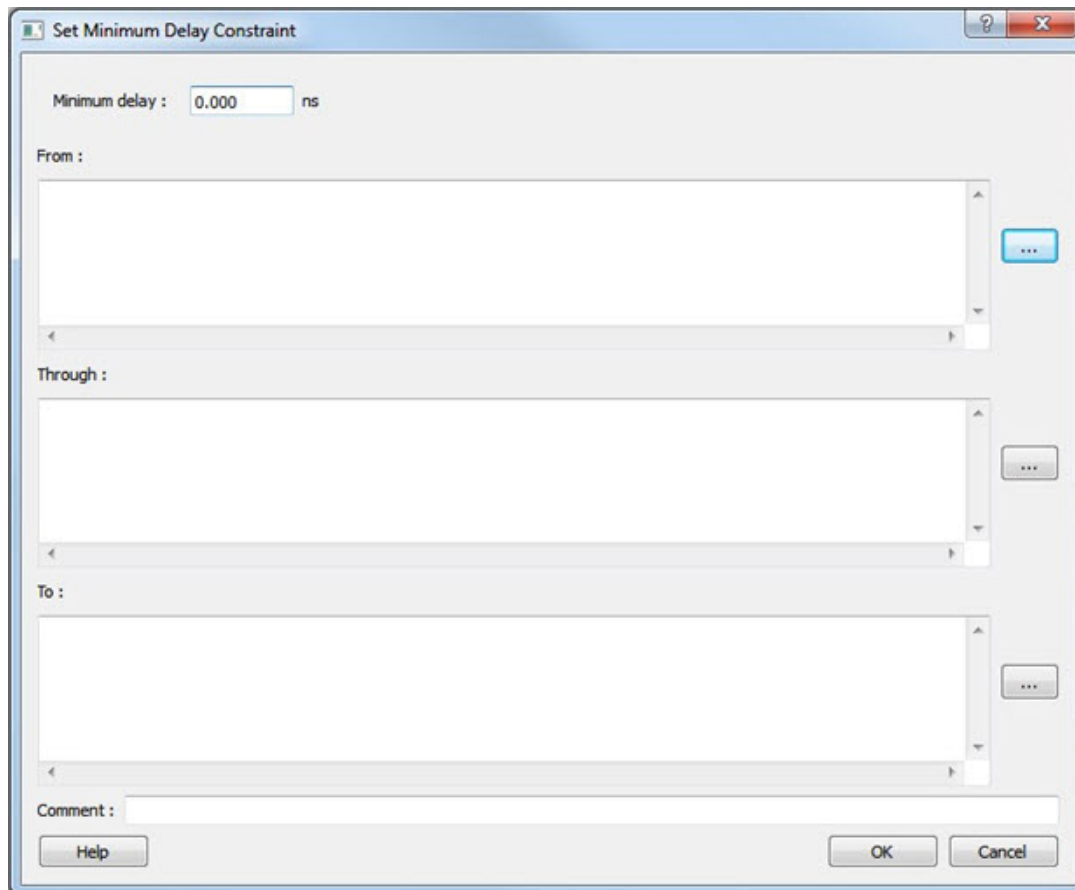 Set Minimum Delay Constraint
?
Minimum delay : 0.000 ns
From :
...
Through :
...
To :
...
Comment :
Help OK Cancel